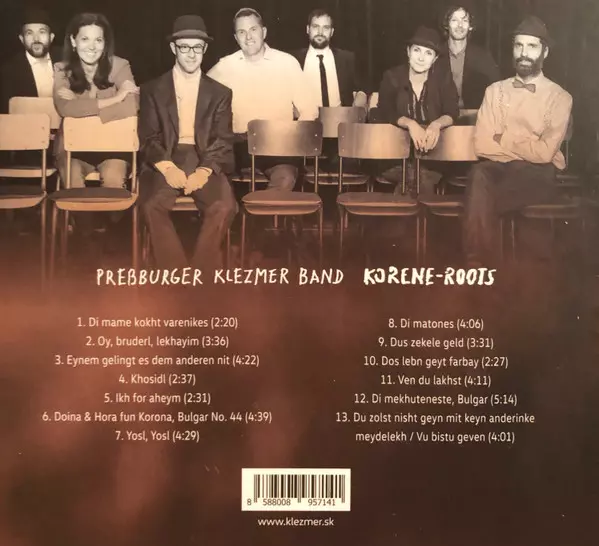 PREßBURGER KLEZMER BAND KORENE-ROOTS
1. Di mame kokht varenikes (2:20)
2. Oy, bruderl, lekhayim (3:36)
3. Eynem gelingt es dem anderen nit (4:22)
4. Khosidl (2:37)
5. Ikh for aheym (2:31)
6. Doina & Hora fun Korona, Bulgar No. 44 (4:39)
7. Yosl, Yosl (4:29)
8. Di matones (4:06)
9. Dus zekele geld (3:31)
10. Dos lebn geyt farbay (2:27)
11. Ven du lakhst (4:11)
12. Di mekhuteneste, Bulgar (5:14)
13. Du zolst nisht geyn mit keyn anderinke
meydelekh / Vu bistu geven (4:01)
8 588008 957141
www.klezmer.sk